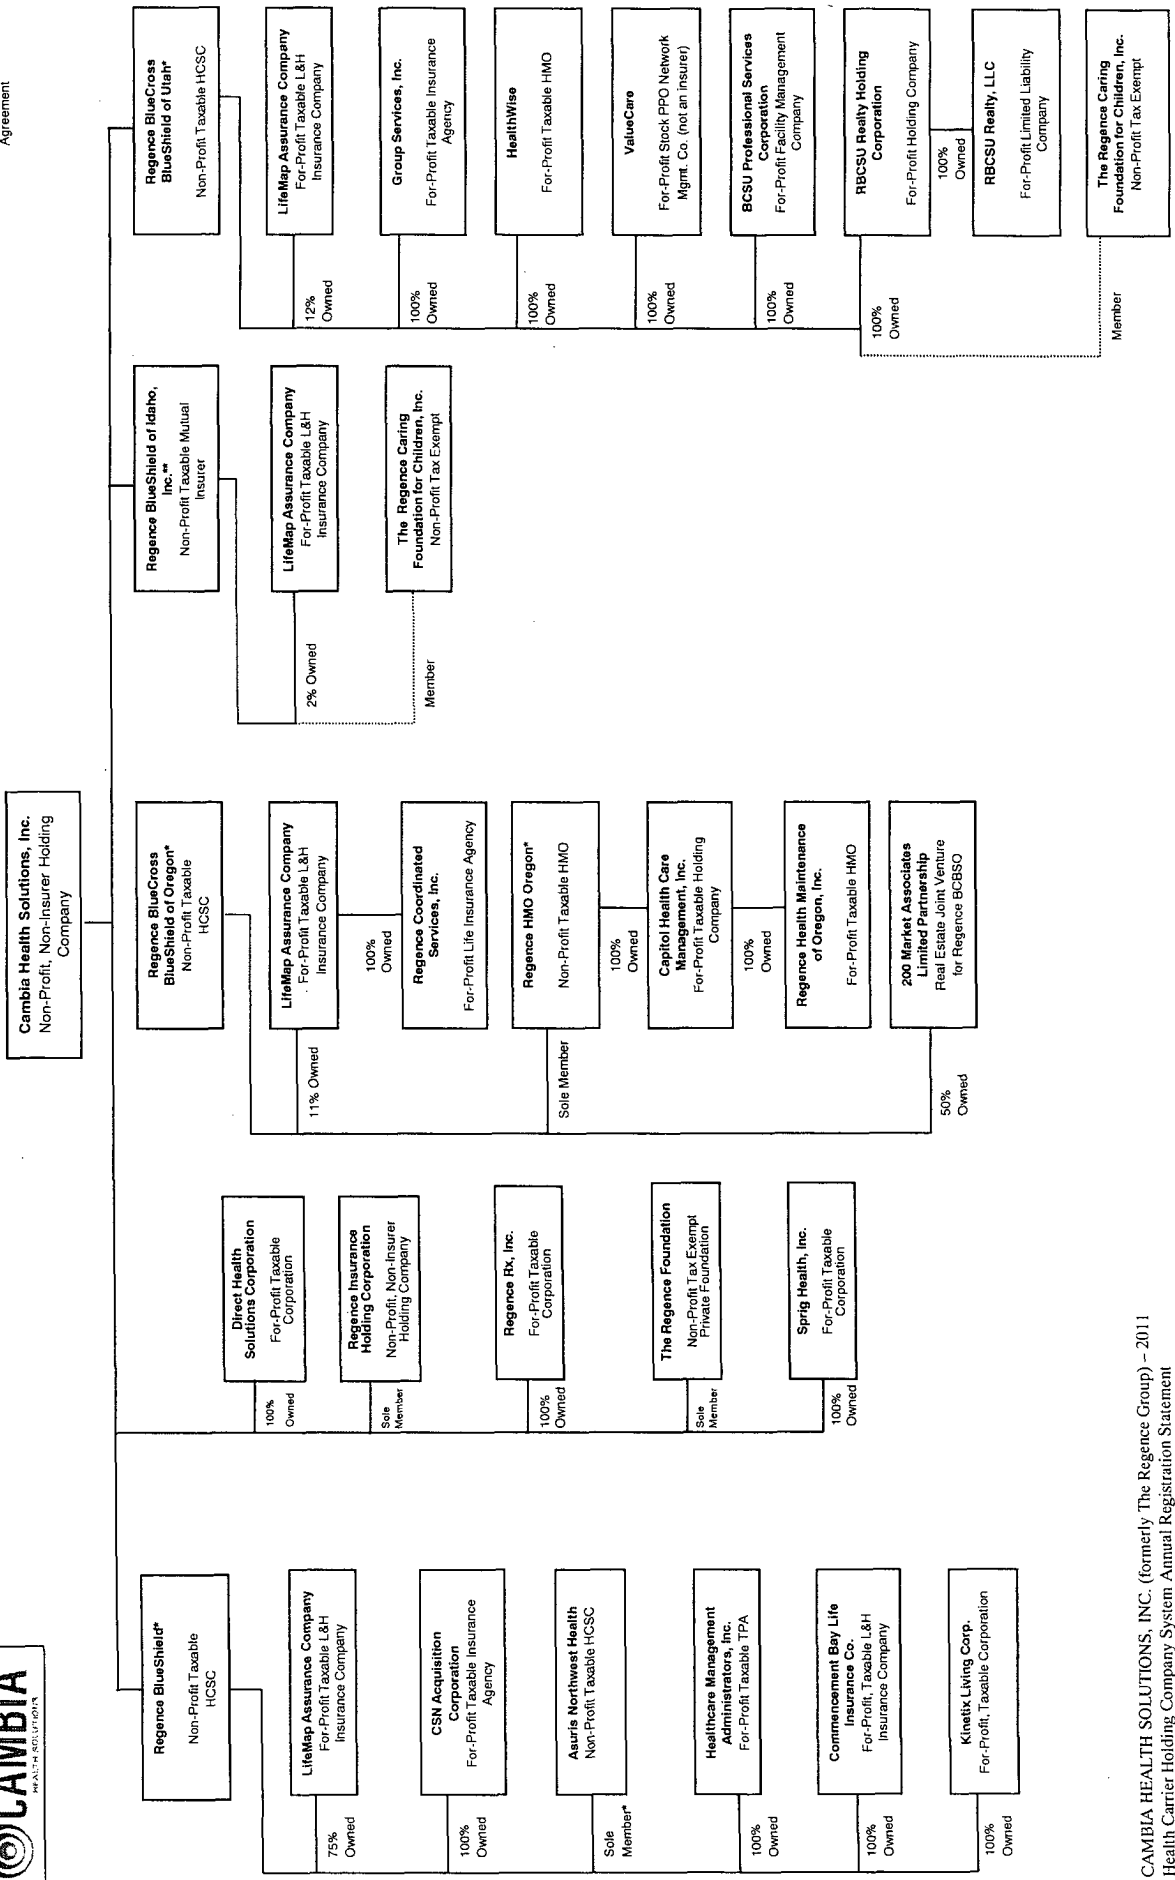 CAMBIA
HEALTH SOLUTIONS
Agreement
Cambia Health Solutions, Inc.
Non-Profit, Non-Insurer Holding
Company
Regence BlueShield*
Non-Profit Taxable
HCSC
75%
Owned
LifeMap Assurance Company
For-Profit Taxable L&H
Insurance Company
100%
Owned
CSN Acquisition
Corporation
For-Profit Taxable Insurance
Agency
Sole
Member*
Asuris Northwest Health
Non-Profit Taxable HCSC
100%
Owned
Healthcare Management
Administrators, Inc.
For-Profit Taxable TPA
100%
Owned
Commencement Bay Life
Insurance Co.
For-Profit, Taxable L&H
Insurance Company
100%
Owned
Kinetix Living Corp.
For-Profit, Taxable Corporation
100%
Owned
Direct Health
Solutions Corporation
For-Profit Taxable
Corporation
Sole
Member
Regence Insurance
Holding Corporation
Non-Profit, Non-Insurer
Holding Company
100%
Owned
Regence Rx, Inc.
For-Profit Taxable
Corporation
Sole
Member
The Regence Foundation
Non-Profit Tax Exempt
Private Foundation
100%
Owned
Sprig Health, Inc.
For-Profit Taxable
Corporation
Regence BlueCross
BlueShield of Oregon*
Non-Profit Taxable
HCSC
11% Owned
LifeMap Assurance Company
For-Profit Taxable L&H
Insurance Company
100%
Owned
Regence Coordinated
Services, Inc.
For-Profit Life Insurance Agency
Sole Member
Regence HMO Oregon*
Non-Profit Taxable HMO
100%
Owned
Capitol Health Care
Management, Inc.
For-Profit Taxable Holding
Company
100%
Owned
Regence Health Maintenance
of Oregon, Inc.
For-Profit Taxable HMO
50%
Owned
200 Market Associates
Limited Partnership
Real Estate Joint Venture
for Regence BCBSO
Regence BlueShield of Idaho,
Inc.**
Non-Profit Taxable Mutual
Insurer
2% Owned
LifeMap Assurance Company
For-Profit Taxable L&H
Insurance Company
Member
The Regence Caring
Foundation for Children, Inc.
Non-Profit Tax Exempt
Regence BlueCross
BlueShield of Utah*
Non-Profit Taxable HCSC
12%
Owned
LifeMap Assurance Company
For-Profit Taxable L&H
Insurance Company
100%
Owned
Group Services, Inc.
For-Profit Taxable Insurance
Agency
100%
Owned
HealthWise
For-Profit Taxable HMO
100%
Owned
ValueCare
For-Profit Stock PPO Network
Mgmt. Co. (not an insurer)
100%
Owned
BCSU Professional Services
Corporation
For-Profit Facility Management
Company
100%
Owned
RBCSU Realty Holding
Corporation
For-Profit Holding Company
100%
Owned
RBCSU Realty, LLC
For-Profit Limited Liability
Company
Member
The Regence Caring
Foundation for Children, Inc.
Non-Profit Tax Exempt
CAMBIA HEALTH SOLUTIONS, INC. (formerly The Regence Group) – 2011
Health Carrier Holding Company System Annual Registration Statement